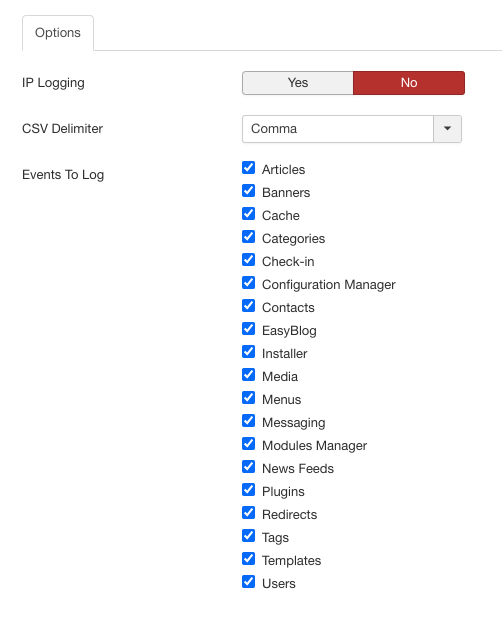 Options
IP Logging Yes No
CSV Delimiter Comma
Events To Log Articles
Banners
Cache
Categories
Check-in
Configuration Manager
Contacts
EasyBlog
Installer
Media
Menus
Messaging
Modules Manager
News Feeds
Plugins
Redirects
Tags
Templates
Users